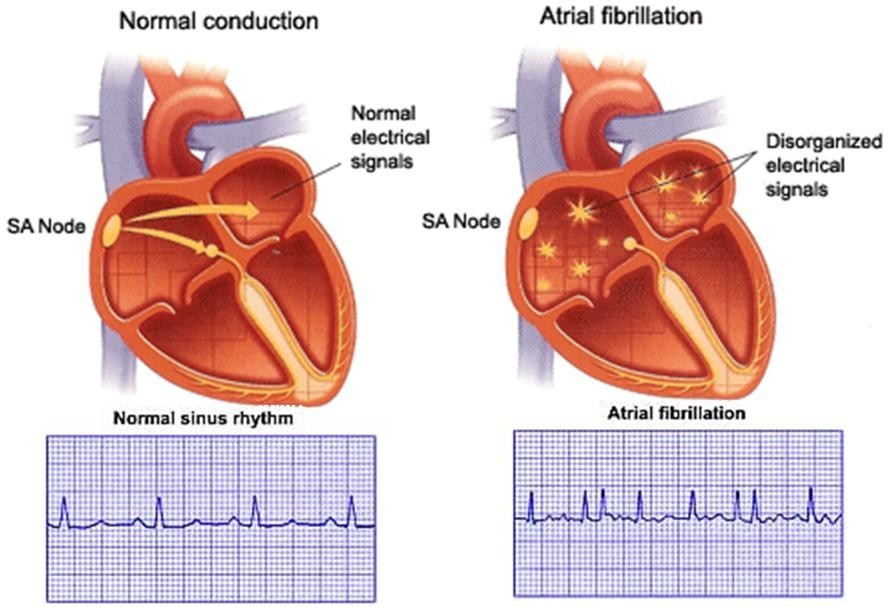 Normal conduction
Atrial fibrillation
Normal
electrical
signals
SA Node
Disorganized
electrical
signals
SA Node
Normal sinus rhythm
Atrial fibrillation